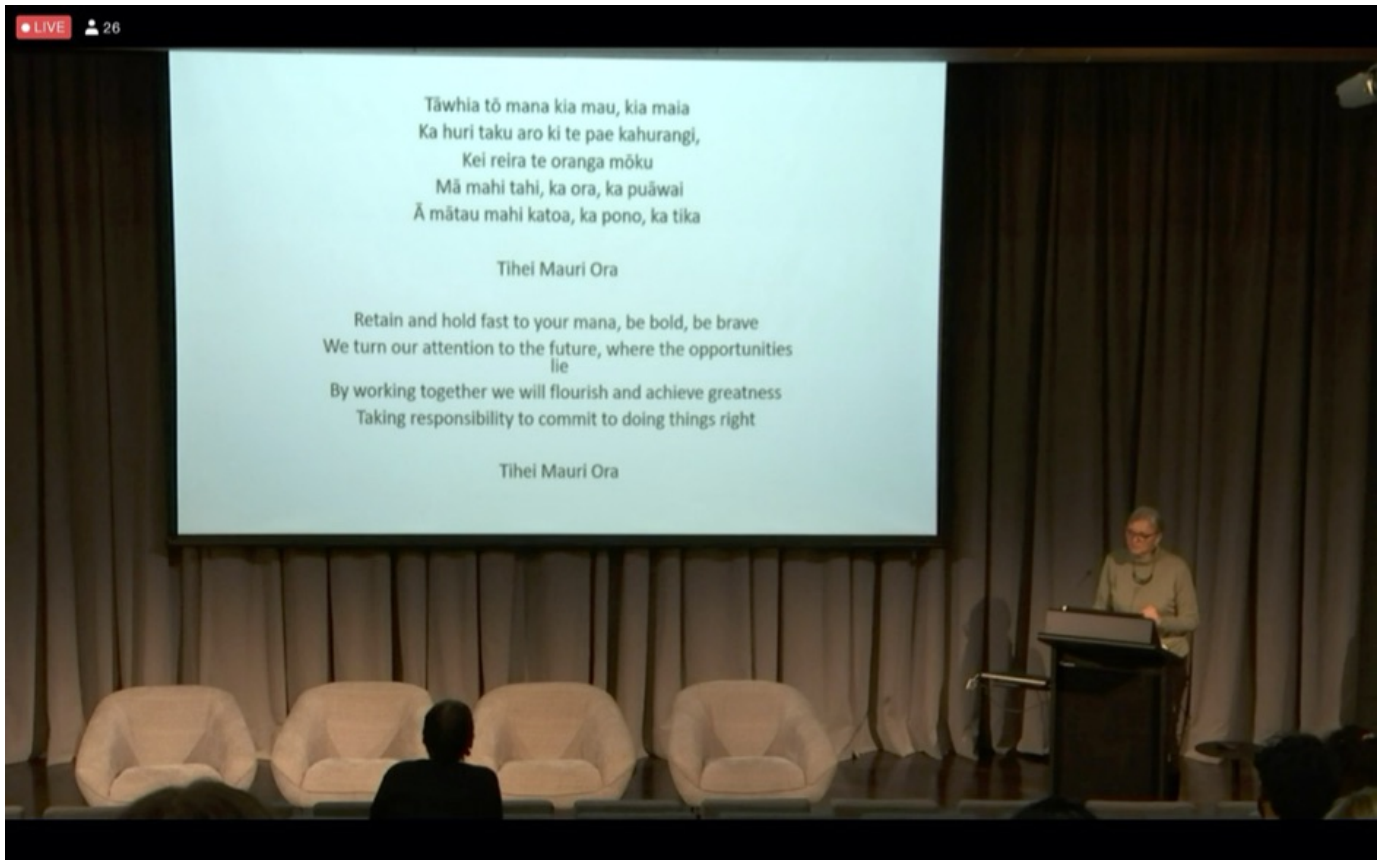 LIVE
26
Tāwhia tō mana kia mau, kia maia
Ka huri taku aro ki te pae kahurangi,
Kei reira te oranga mōku
Mā mahi tahi, ka ora, ka puāwai
Ā mātau mahi katoa, ka pono, ka tika
Tihei Mauri Ora
Retain and hold fast to your mana, be bold, be brave
We turn our attention to the future, where the opportunities
lie
By working together we will flourish and achieve greatness
Taking responsibility to commit to doing things right
Tihei Mauri Ora